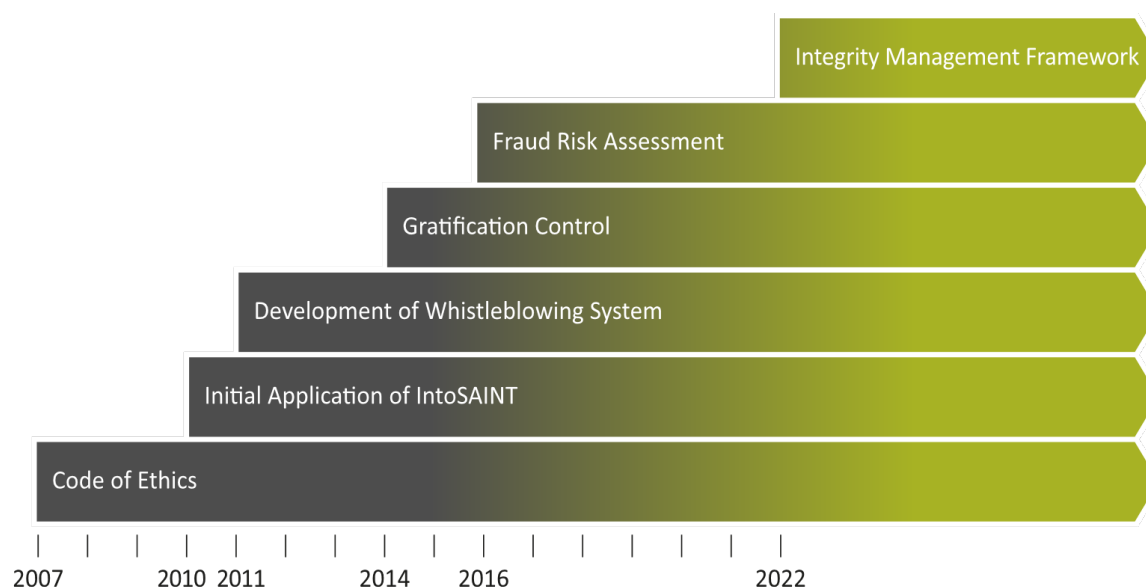 Integrity Management Framework
Fraud Risk Assessment
Gratification Control
Development of Whistleblowing System
Initial Application of IntoSAINT
Code of Ethics
2007 2010 2011 2014 2016 2022